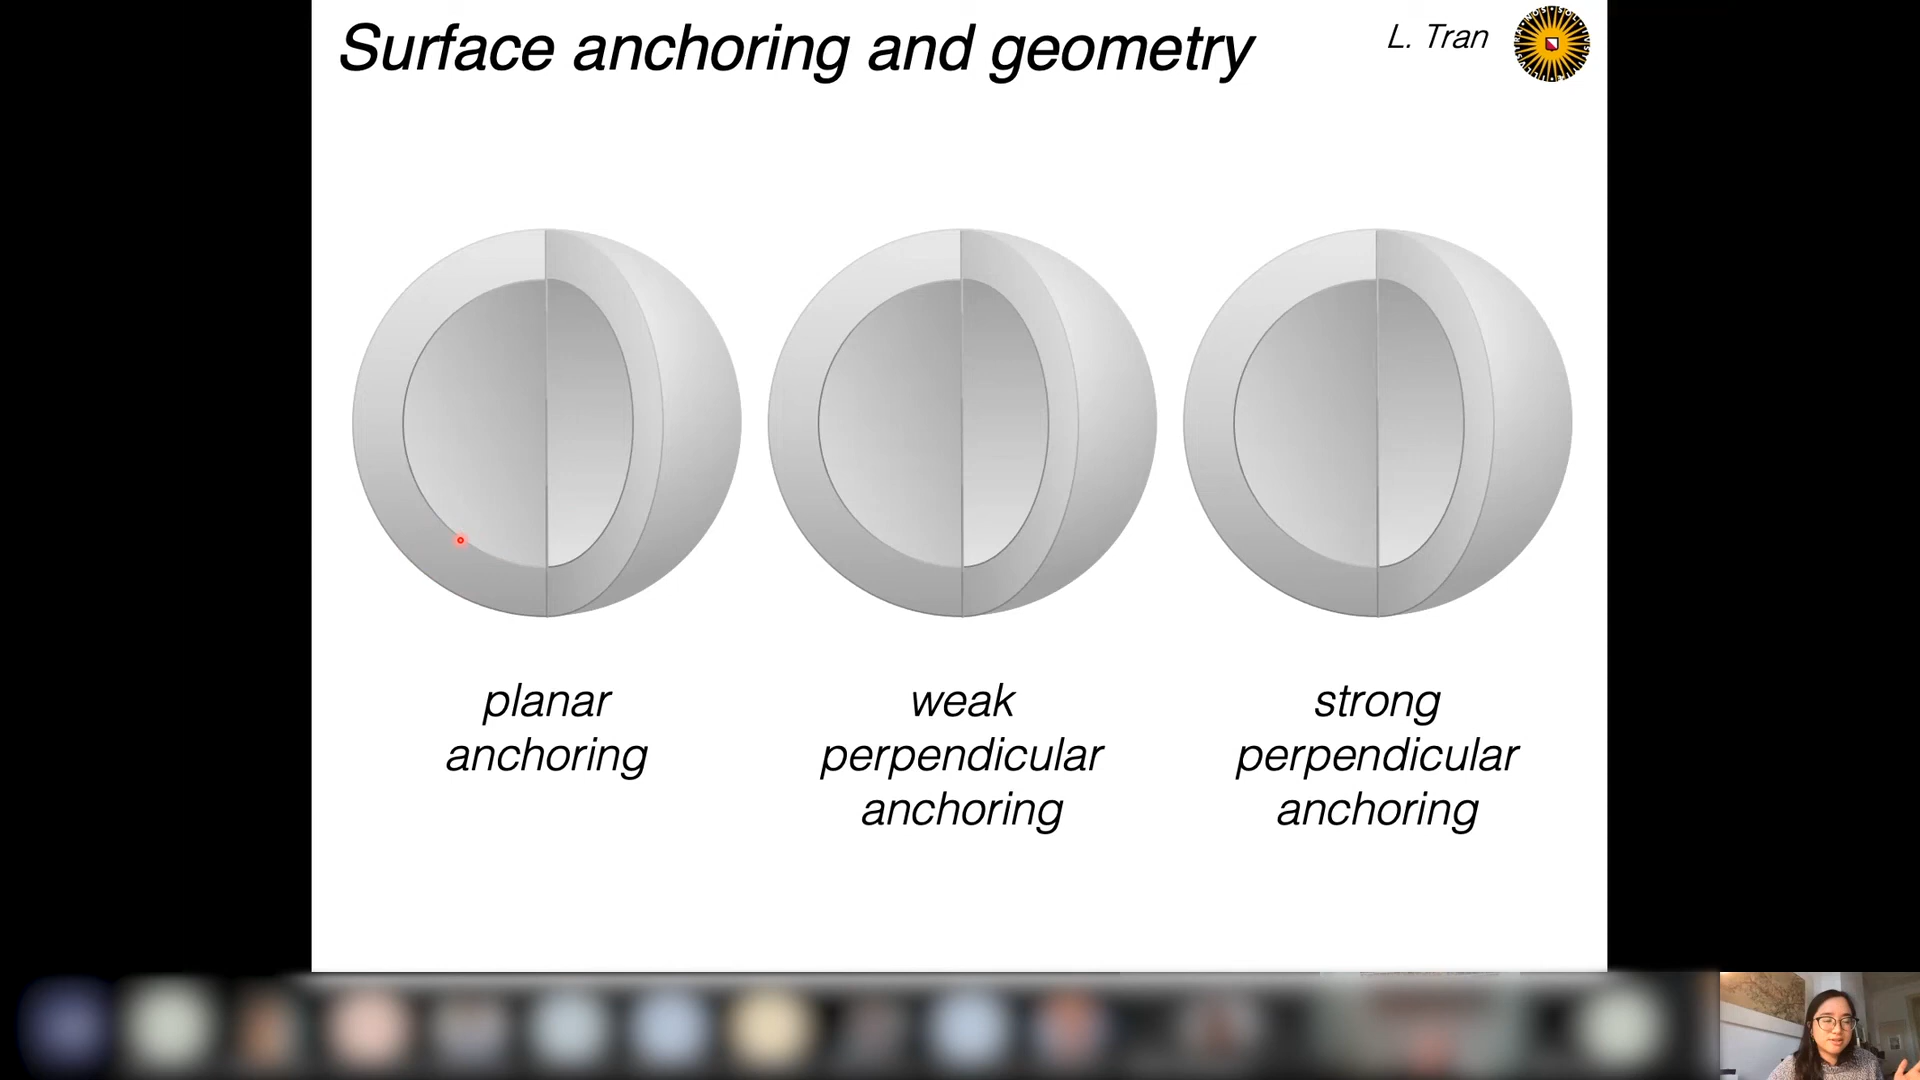 Surface anchoring and geometry
L. Tran
planar
anchoring
weak
perpendicular
anchoring
strong
perpendicular
anchoring